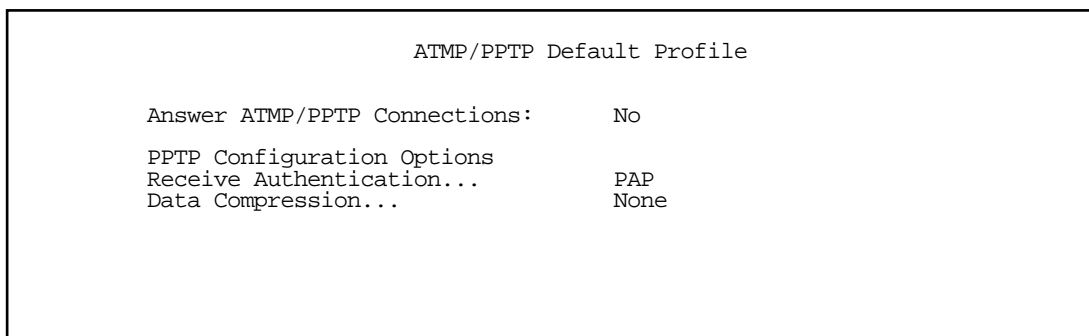 ATMP/PPTP Default Profile
Answer ATMP/PPTP Connections: No
PPTP Configuration Options
Receive Authentication... PAP
Data Compression... None